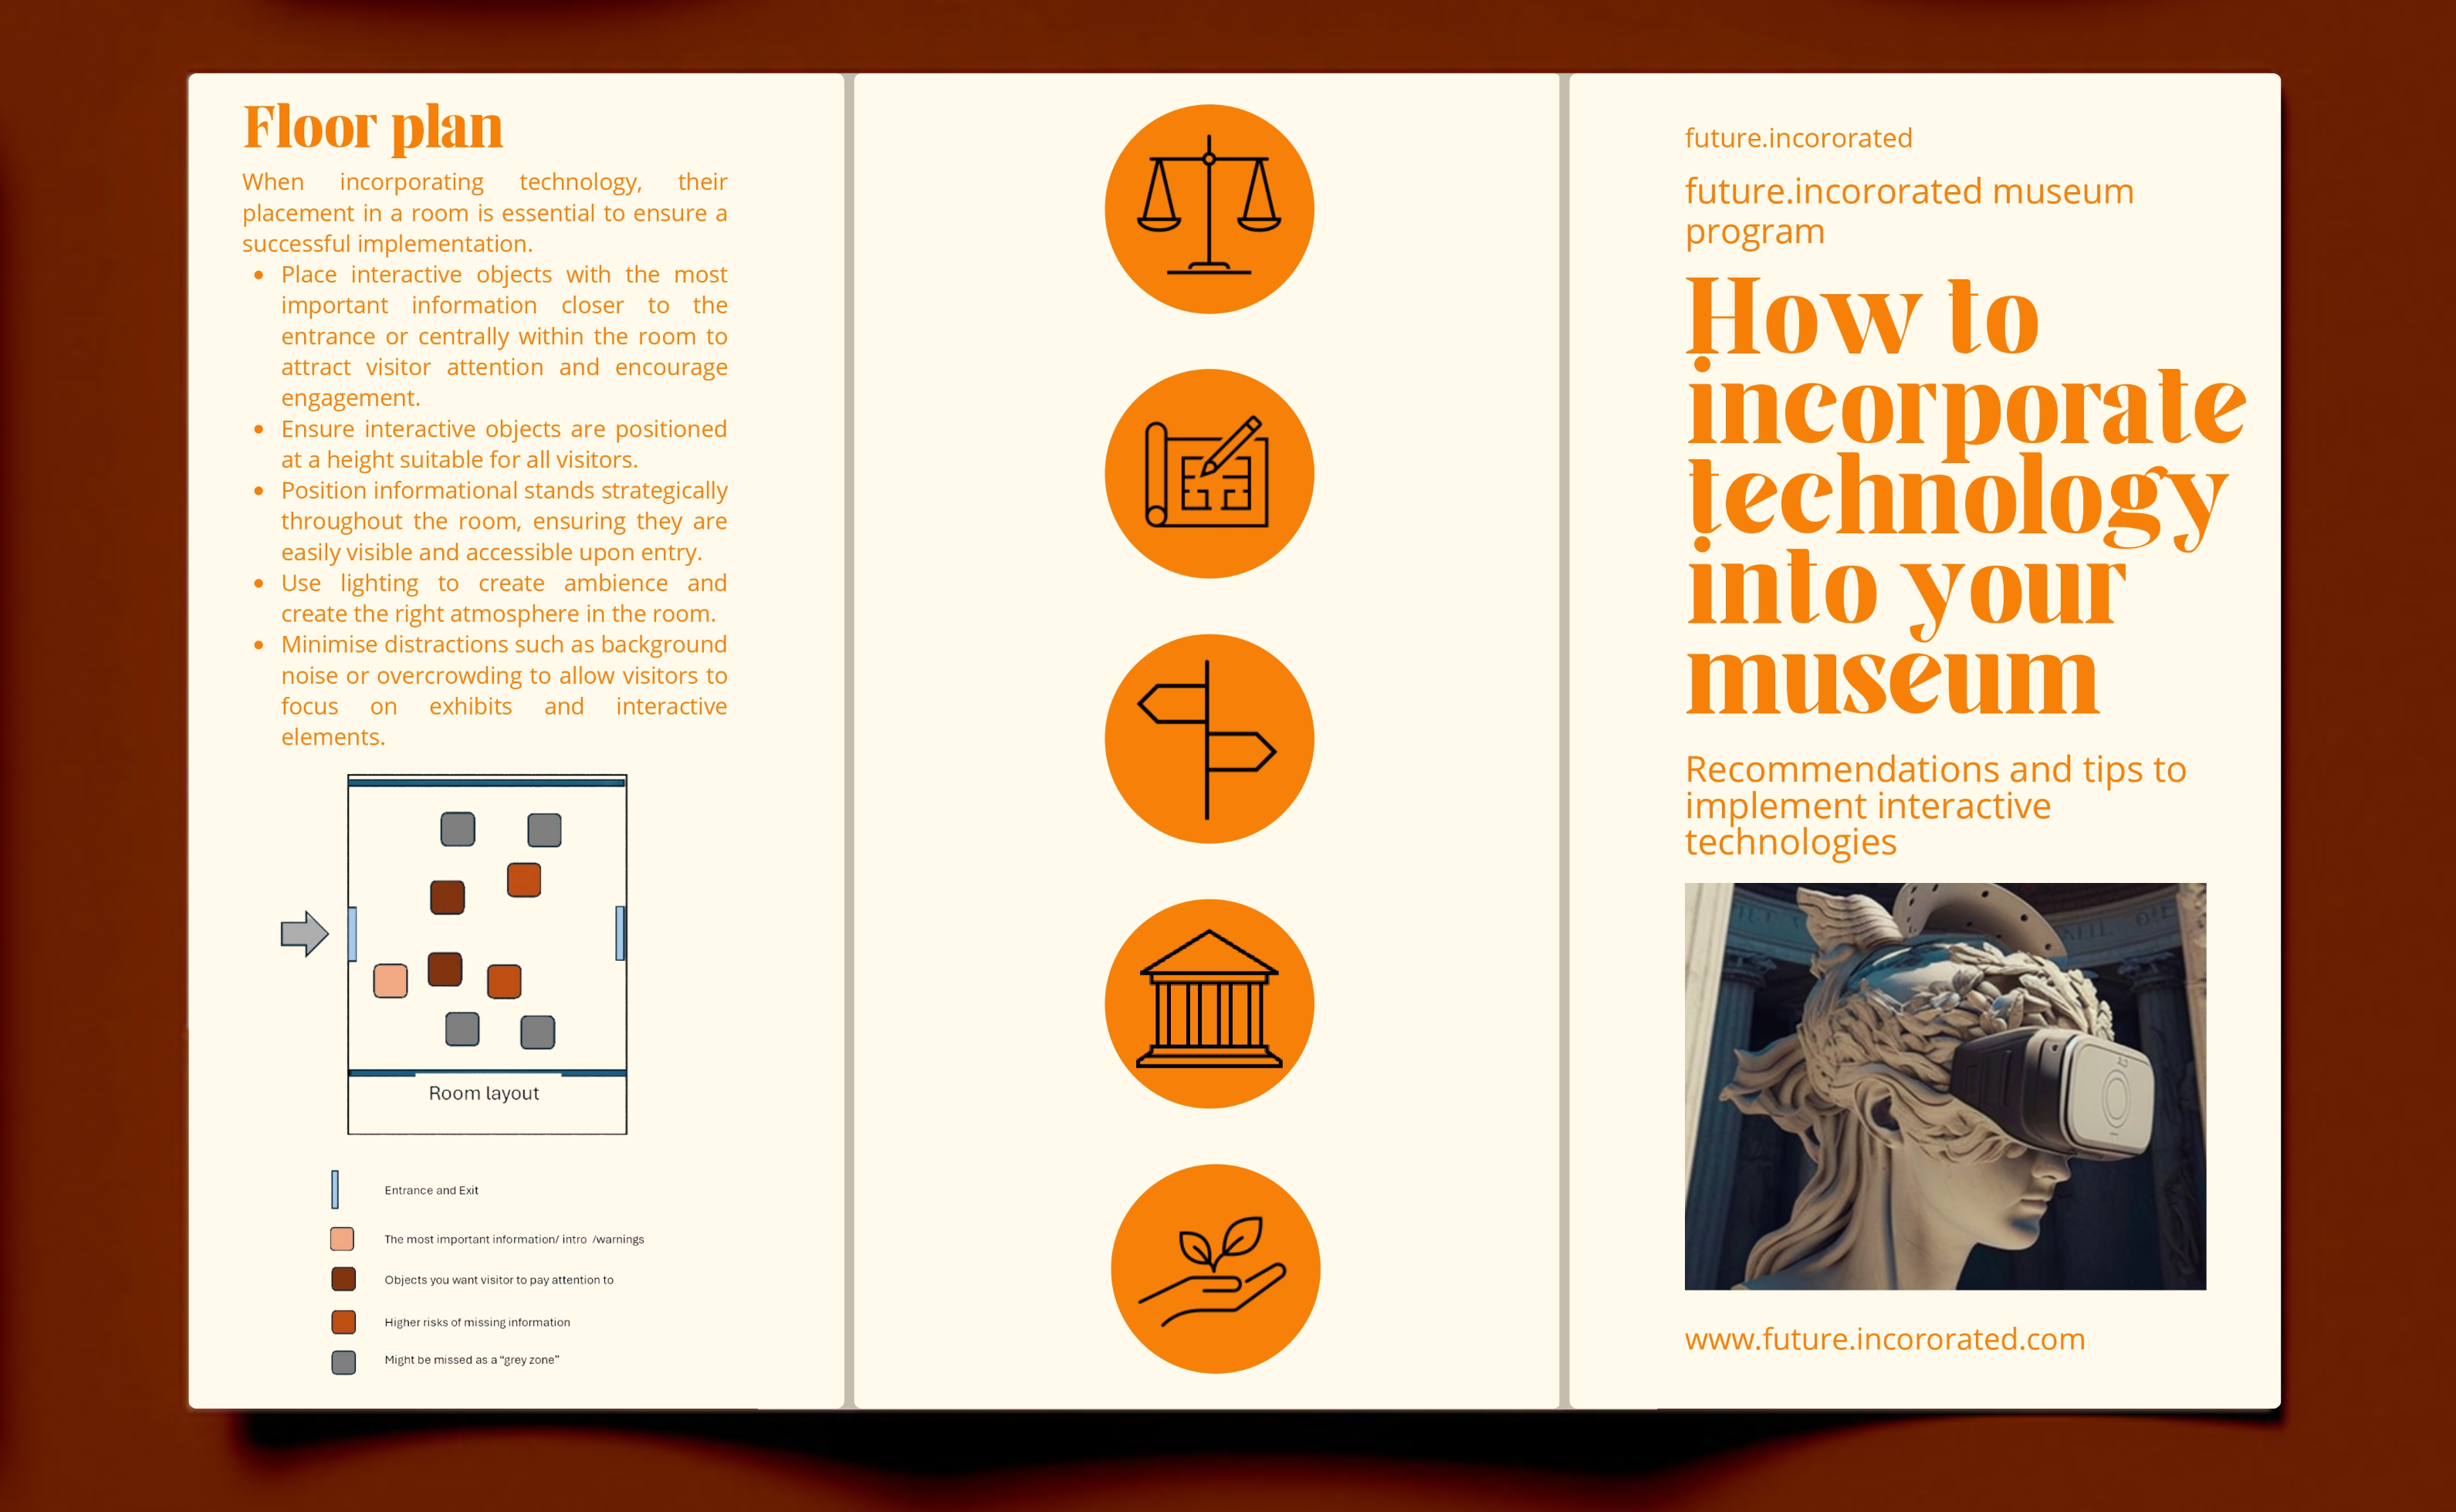 Floor plan
When incorporating technology, their
placement in a room is essential to ensure a
successful implementation.
• Place interactive objects with the most
important information closer to the
entrance or centrally within the room to
attract visitor attention and encourage
engagement.
• Ensure interactive objects are positioned
at a height suitable for all visitors.
• Position informational stands strategically
throughout the room, ensuring they are
easily visible and accessible upon entry.
• Use lighting to create ambience and
create the right atmosphere in the room.
• Minimise distractions such as background
noise or overcrowding to allow visitors to
focus on exhibits and interactive
elements.
Room layout
Entrance and Exit
The most important information/ intro /warnings
Objects you want visitor to pay attention to
Higher risks of missing information
Might be missed as a “grey zone”
future.incororated
future.incororated museum
program
How to
incorporate
technology
into your
museum
Recommendations and tips to
implement interactive
technologies
www.future.incororated.com